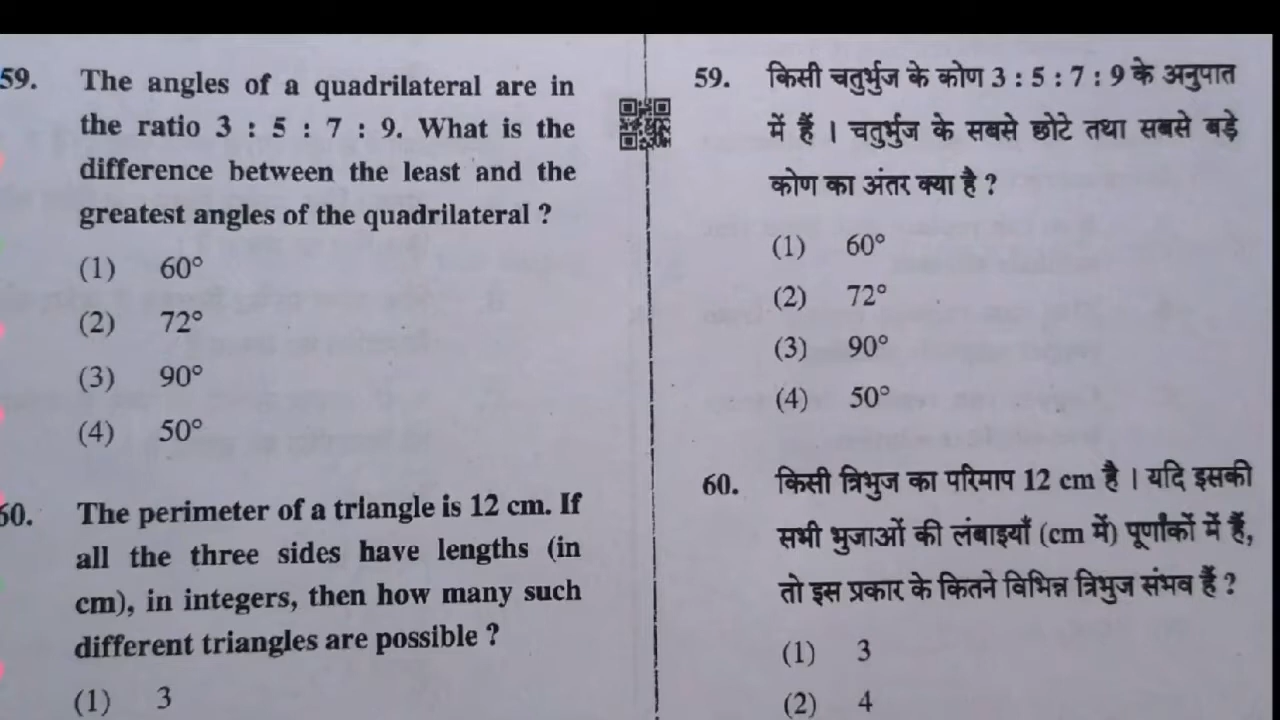 59. The angles of a quadrilateral are in
the ratio 3 : 5 : 7 : 9. What is the
difference between the least and the
greatest angles of the quadrilateral ?
(1) 60°
(2) 72°
(3) 90°
(4) 50°
60. The perimeter of a triangle is 12 cm. If
all the three sides have lengths (in
cm), in integers, then how many such
different triangles are possible ?
(1) 3
59. किसी चतुर्भुज के कोण 3 : 5 : 7 : 9 के अनुपात
में हैं । चतुर्भुज के सबसे छोटे तथा सबसे बड़े
कोण का अंतर क्या है ?
(1) 60°
(2) 72°
(3) 90°
(4) 50°
60. किसी त्रिभुज का परिमाप 12 cm है । यदि इसकी
सभी भुजाओं की लंबाइयाँ (cm में) पूर्णांकों में हैं,
तो इस प्रकार के कितने विभिन्न त्रिभुज संभव हैं ?
(1) 3
(2) 4